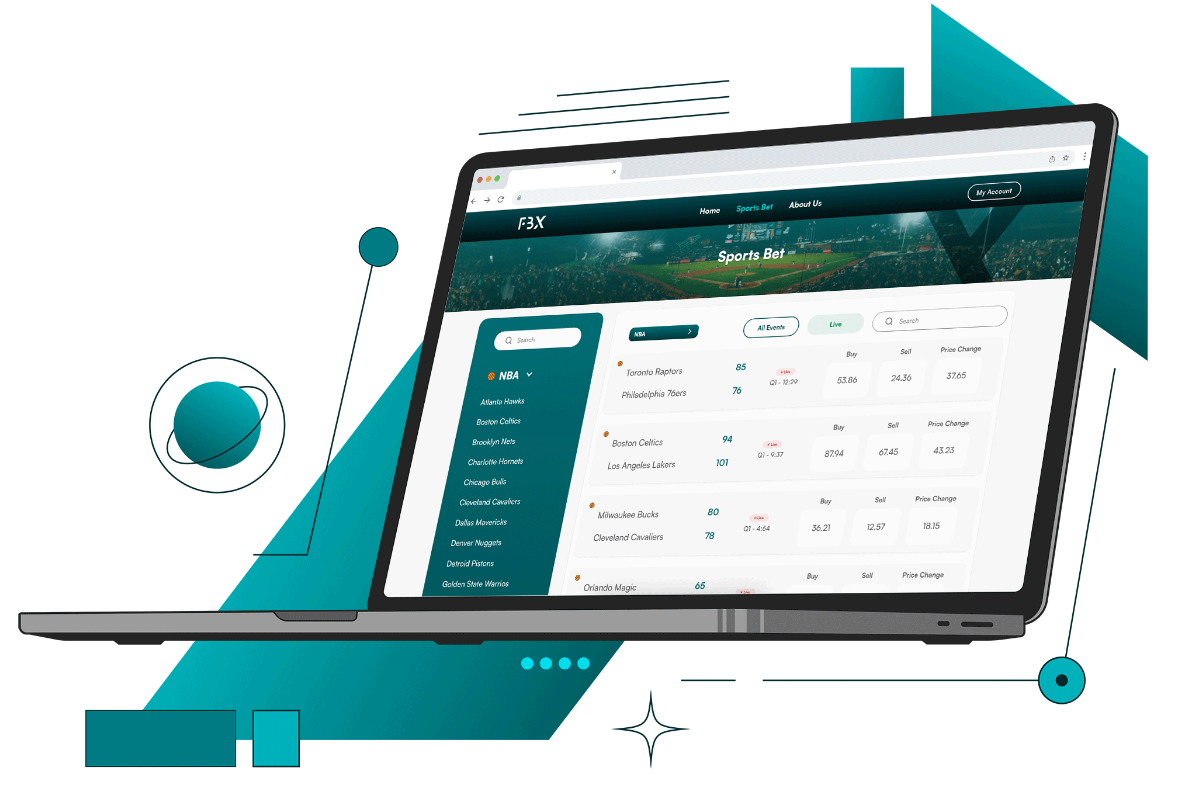 FBX
Home Sports Bet About Us
My Account
Sports Bet
Search
NBA
Atlanta Hawks
Boston Celtics
Brooklyn Nets
Charlotte Hornets
Chicago Bulls
Cleveland Cavaliers
Dallas Mavericks
Denver Nuggets
Detroid Pistons
Golden State Warrios
NBA
All Events
Live
Search
Buy Sell Price Change
Toronto Raptors 85
Philadelphia 76ers 76
Live
Q1 - 12:29
53.86 24.36 37.65
Buy Sell Price Change
Boston Celtics 94
Los Angeles Lakers 101
Live
Q1 - 9:37
87.94 67.45 43.23
Buy Sell Price Change
Milwaukee Bucks 80
Cleveland Cavaliers 78
Live
Q1 - 4:64
36.21 12.57 18.15
Buy Sell Price Change
Orlando Magic 65